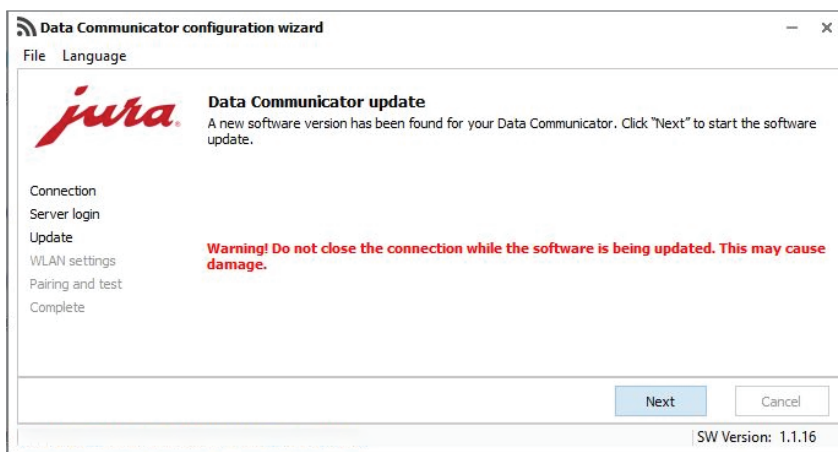 Data Communicator configuration wizard
File Language
jura
Data Communicator update
A new software version has been found for your Data Communicator. Click "Next" to start the software
update.
Connection
Server login
Update
WLAN settings
Pairing and test
Complete
Warning! Do not close the connection while the software is being updated. This may cause
damage.
Next
Cancel
SW Version: 1.1.16